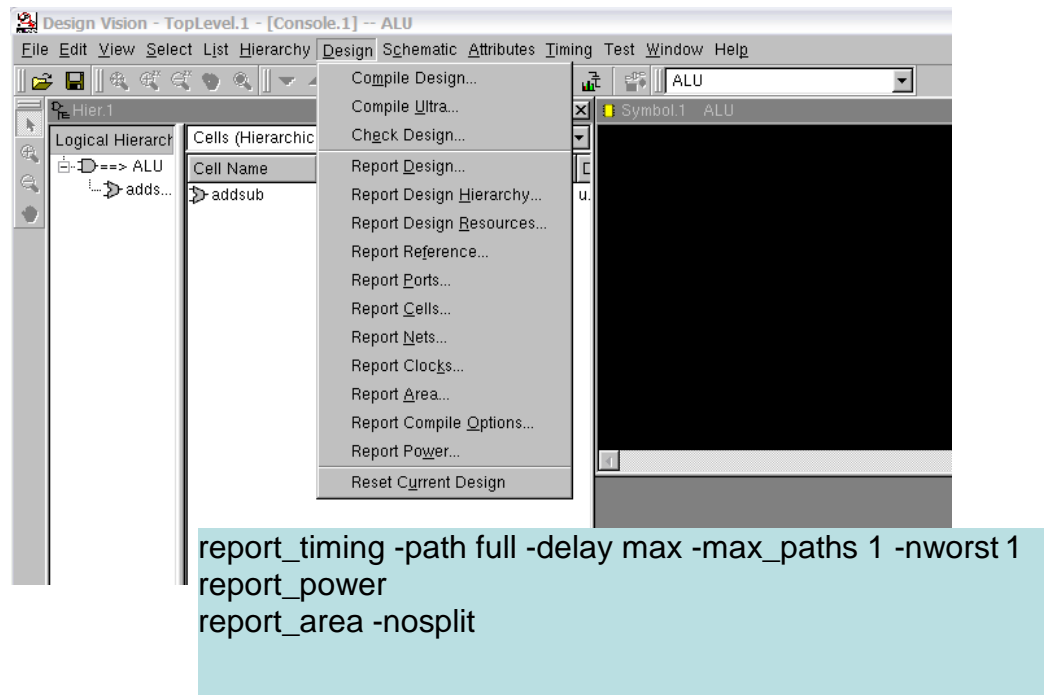 Design Vision - TopLevel.1 - [Console.1] -- ALU
File Edit View Select List Hierarchy Design Schematic Attributes Timing Test Window Help
ALU
Hier.1
Symbol.1 ALU
Logical Hierarch
Cells (Hierarchic
==> ALU
adds...
Cell Name
addsub
u.
Compile Design...
Compile Ultra...
Check Design...
Report Design...
Report Design Hierarchy...
Report Design Resources...
Report Reference...
Report Ports...
Report Cells...
Report Nets...
Report Clocks...
Report Area...
Report Compile Options...
Report Power...
Reset Current Design
report_timing -path full -delay max -max_paths 1 -nworst 1
report_power
report_area -nosplit